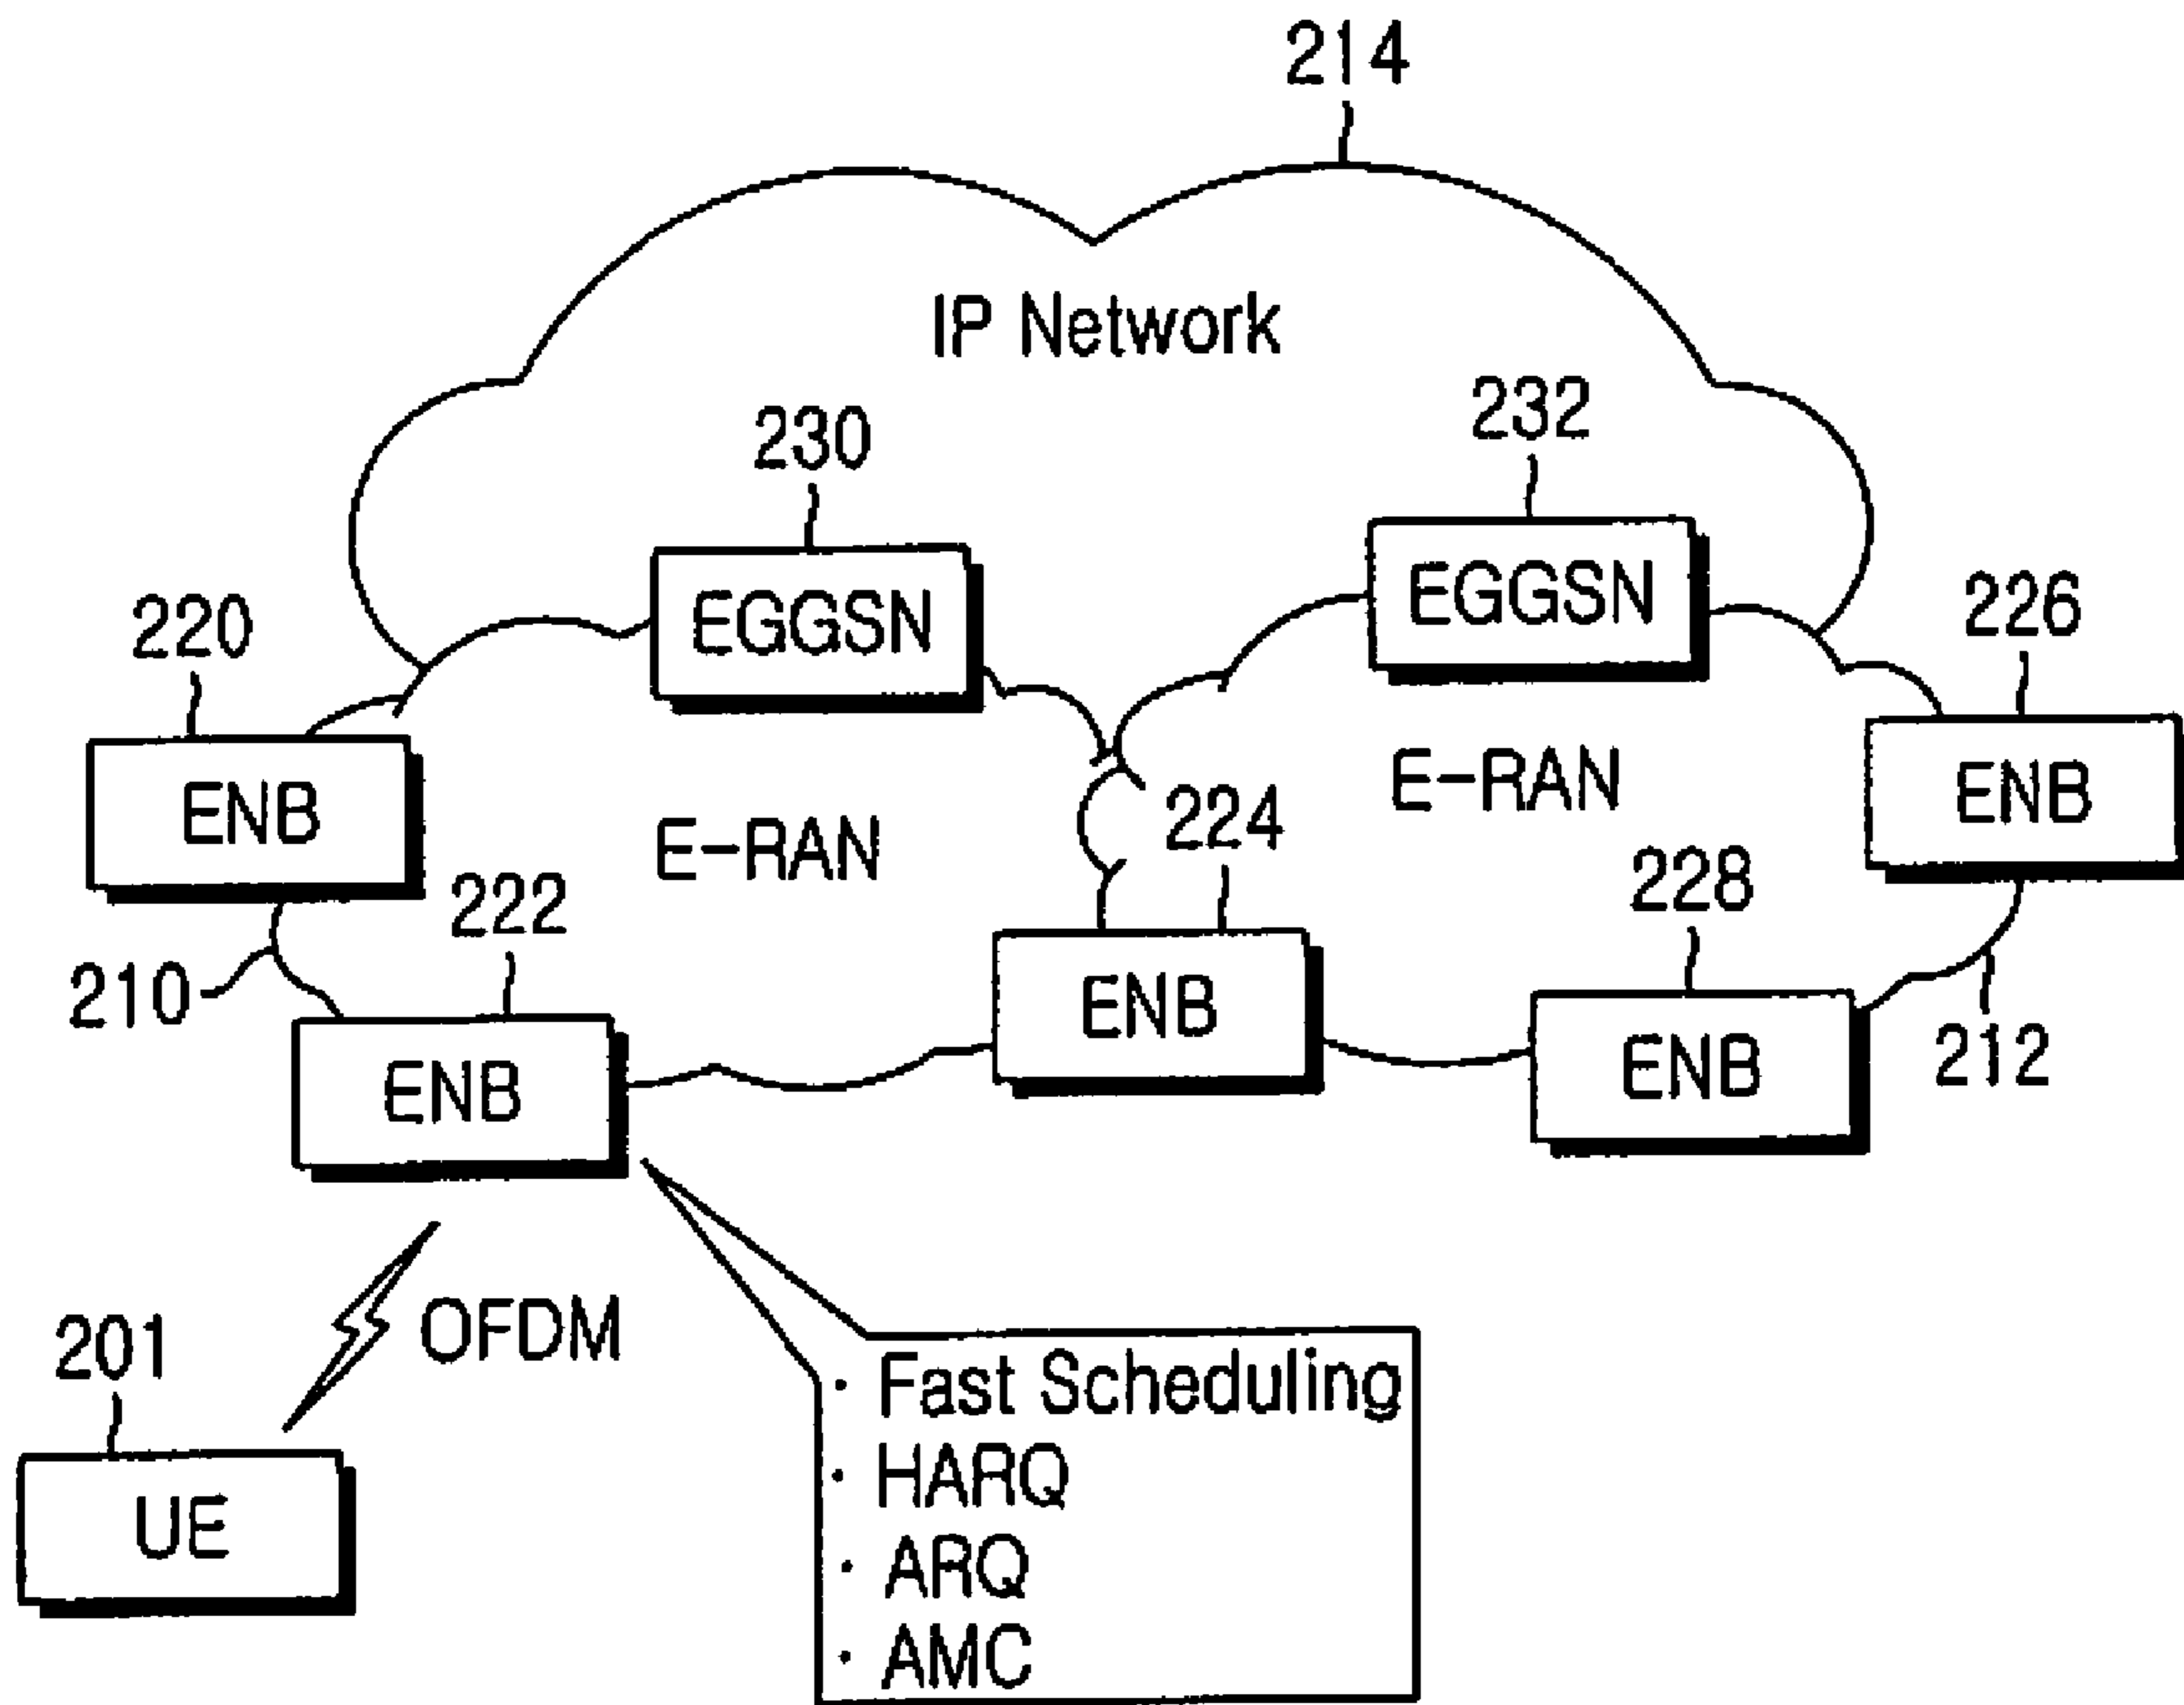 214
IP Network
230
232
EGGSN
EGGSN
220
226
ENB
E-RAN
E-RAN
ENB
222
224
228
210
ENB
ENB
ENB
212
OFDM
201
UE
· Fast Scheduling
· HARQ
· ARQ
· AMC